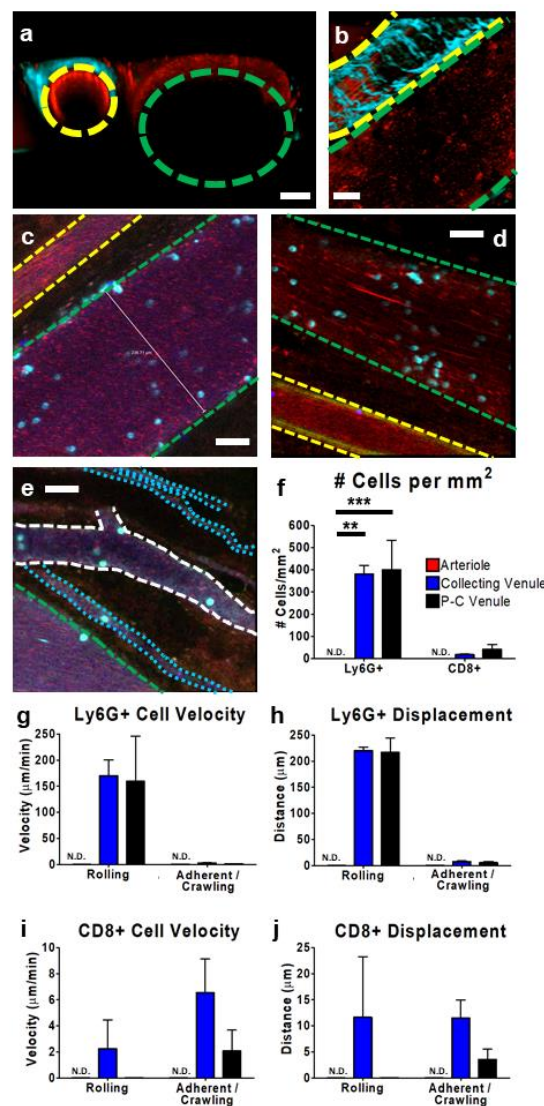 a
b
c
d
e
f
# Cells per mm2
***
**
# Cells/mm2
600
500
400
300
200
100
0
N.D.
N.D.
Ly6G+
CD8+
Arteriole
Collecting Venule
P-C Venule
g
Ly6G+ Cell Velocity
Velocity (μm/min)
250
200
150
100
50
0
N.D.
N.D.
Rolling
Adherent /
Crawling
h
Ly6G+ Displacement
Distance (μm)
250
200
150
100
50
0
N.D.
N.D.
Rolling
Adherent /
Crawling
i
CD8+ Cell Velocity
Velocity (μm/min)
10
8
6
4
2
0
N.D.
N.D.
Rolling
Adherent /
Crawling
j
CD8+ Displacement
Distance (μm)
25
20
15
10
5
0
N.D.
N.D.
Rolling
Adherent /
Crawling